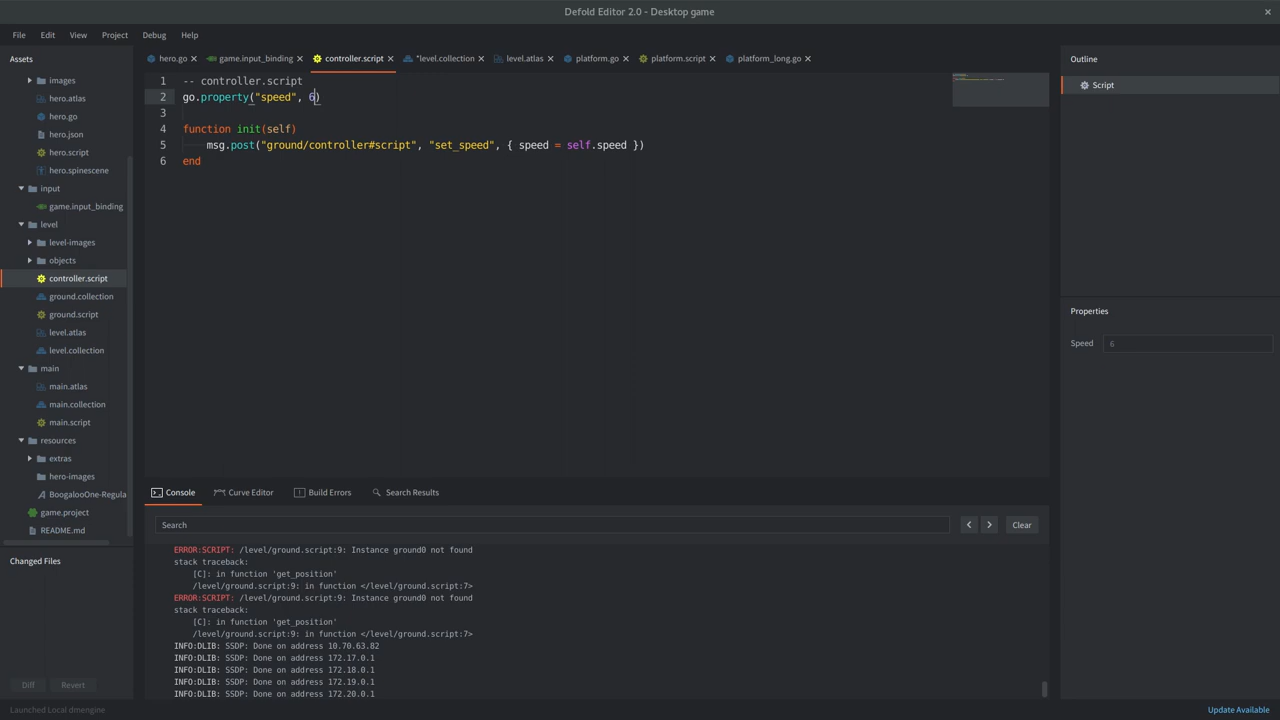 Defold Editor 2.0 - Desktop game
File Edit View Project Debug Help
Assets
images
hero.atlas
hero.go
hero.json
hero.script
hero.spinescene
input
game.input_binding
level
level-images
objects
controller.script
ground.collection
ground.script
level.atlas
level.collection
main
main.atlas
main.collection
main.script
resources
extras
hero-images
BoogalooOne-Regula
game.project
README.md
Changed Files
Diff Revert
hero.go game.input_binding controller.script *level.collection level.atlas platform.go platform.script platform_long.go
1 -- controller.script
2 go.property("speed", 6)
3
4 function init(self)
5 msg.post("ground/controller#script", "set_speed", { speed = self.speed })
6 end
Console Curve Editor Build Errors Search Results
Search
Clear
ERROR:SCRIPT: /level/ground.script:9: Instance ground0 not found
stack traceback:
[C]: in function 'get_position'
/level/ground.script:9: in function </level/ground.script:7>
ERROR:SCRIPT: /level/ground.script:9: Instance ground0 not found
stack traceback:
[C]: in function 'get_position'
/level/ground.script:9: in function </level/ground.script:7>
INFO:DLIB: SSDP: Done on address 10.70.63.82
INFO:DLIB: SSDP: Done on address 172.17.0.1
INFO:DLIB: SSDP: Done on address 172.18.0.1
INFO:DLIB: SSDP: Done on address 172.19.0.1
INFO:DLIB: SSDP: Done on address 172.20.0.1
Outline
Script
Properties
Speed 6
Launched Local dmengine
Update Available